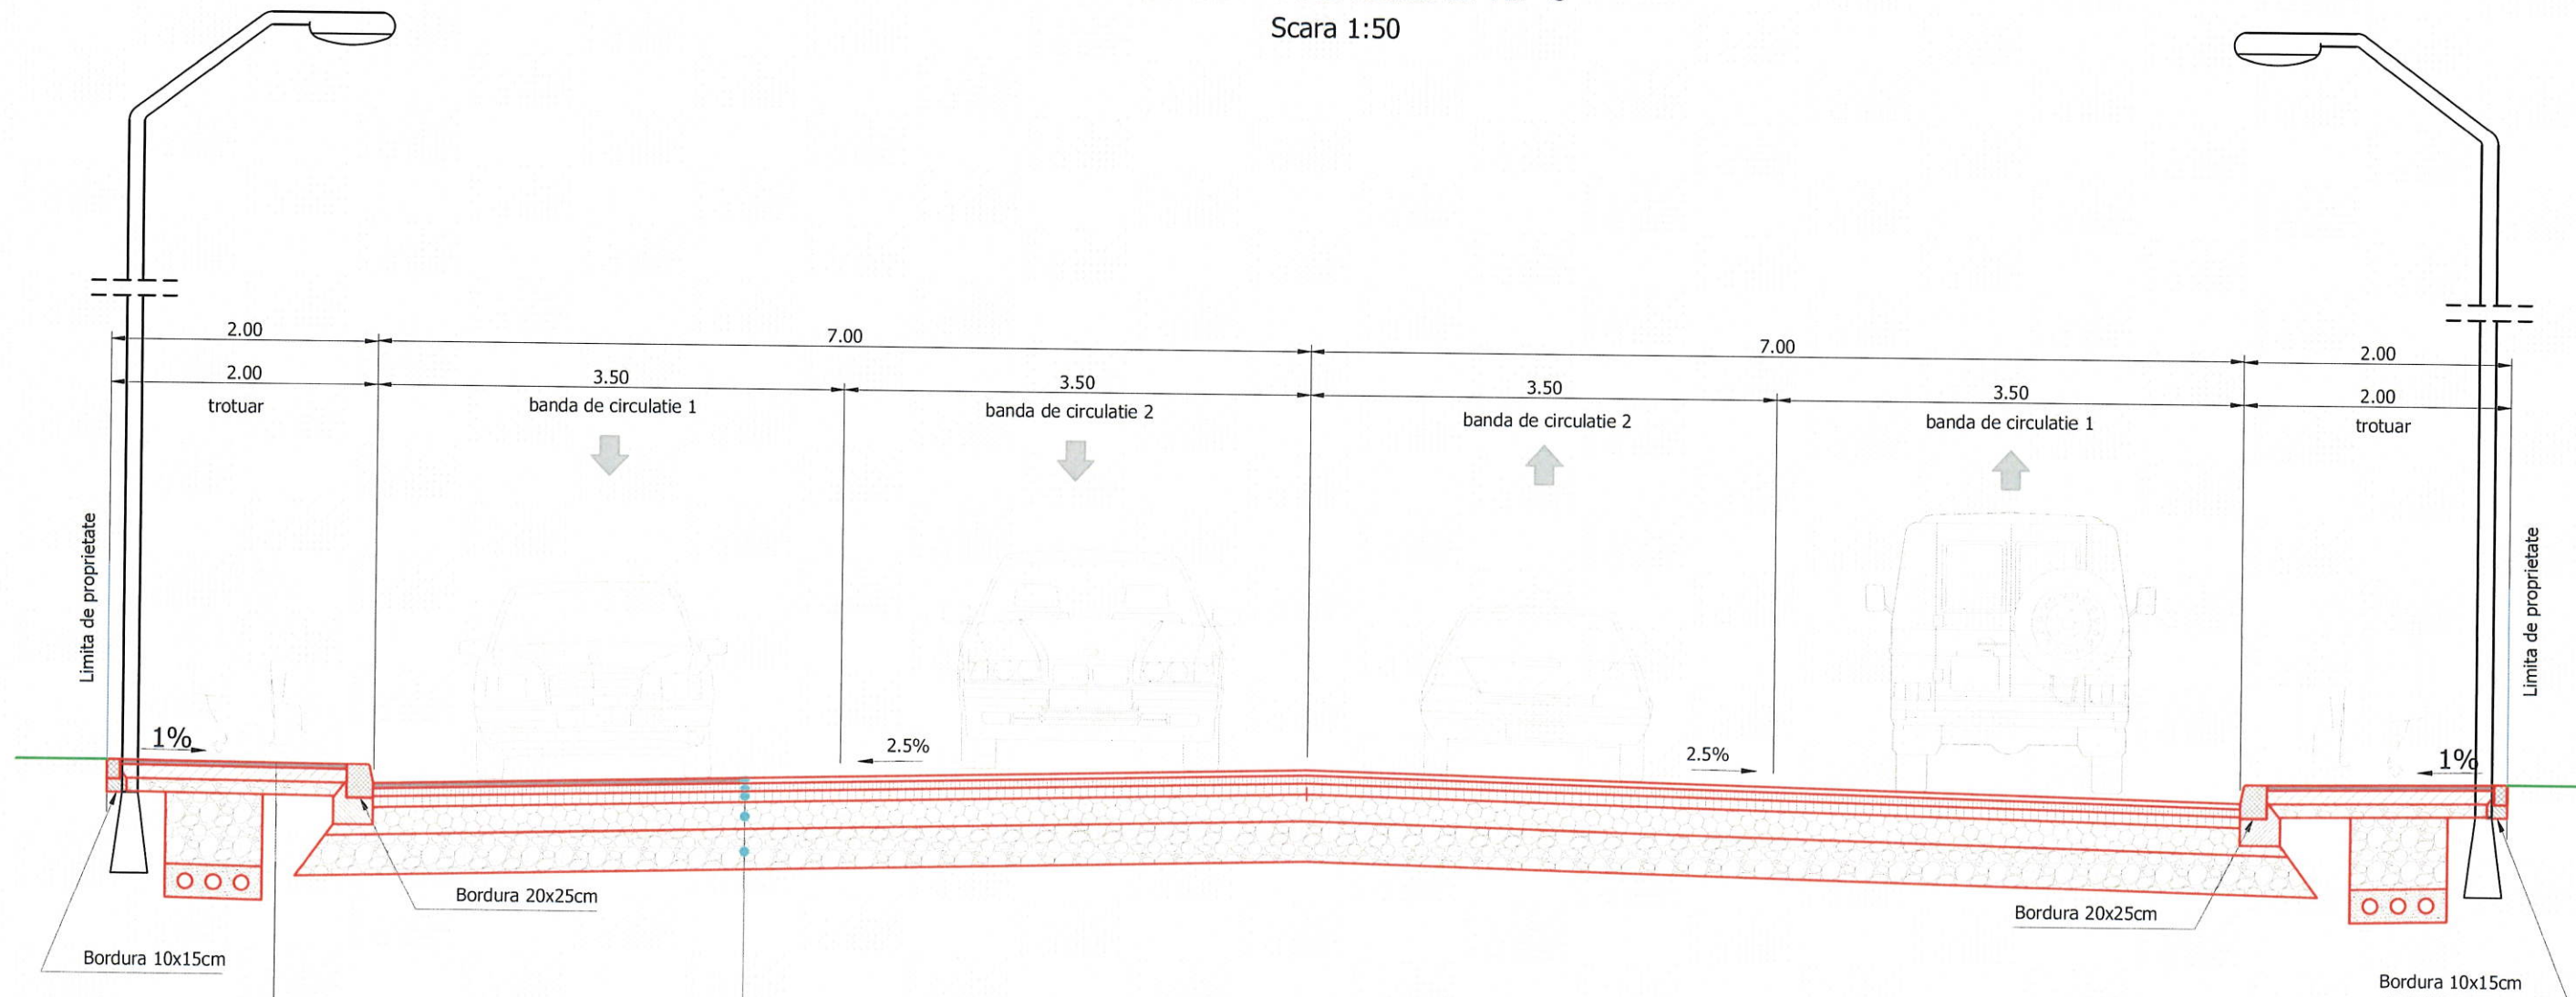 Scara 1:50
2.00
7.00
7.00
2.00
2.00
3.50
3.50
3.50
3.50
2.00
trotuar
banda de circulatie 1
banda de circulatie 2
banda de circulatie 2
banda de circulatie 1
trotuar
Limita de proprietate
Limita de proprietate
1%
2.5%
2.5%
1%
Bordura 20x25cm
Bordura 20x25cm
Bordura 10x15cm
Bordura 10x15cm